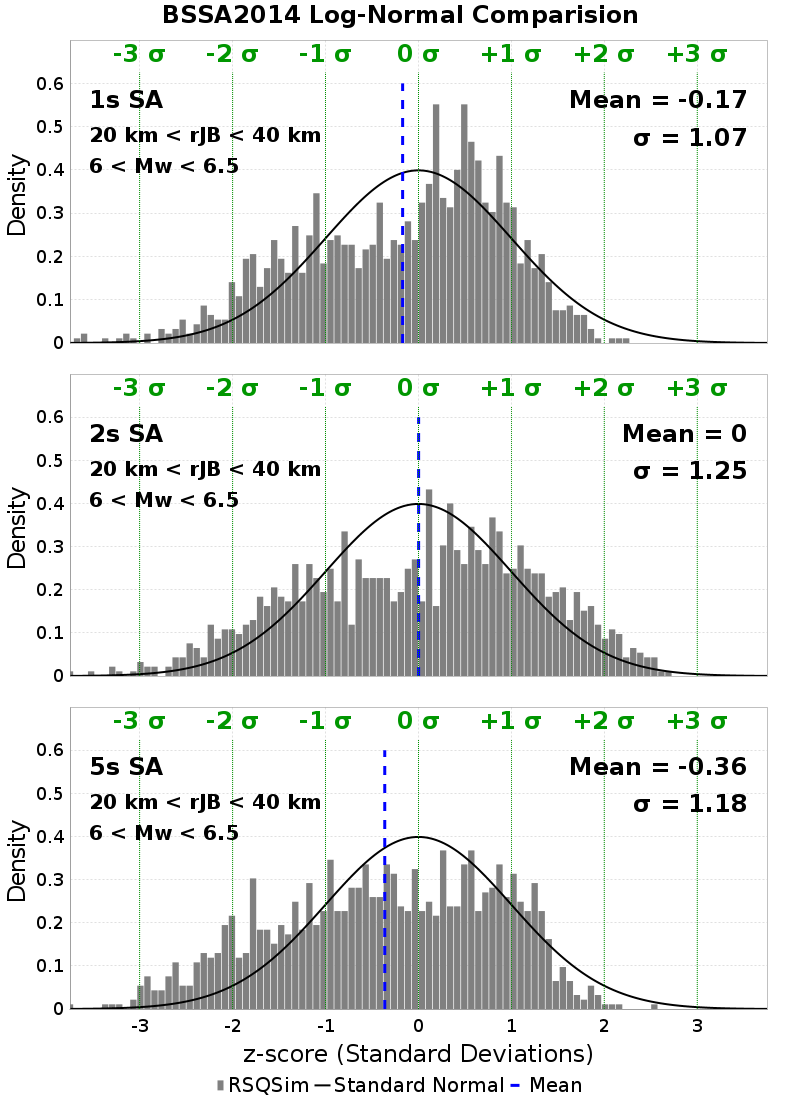 BSSA2014 Log-Normal Comparision
-3 σ -2 σ -1 σ 0 σ +1 σ +2 σ +3 σ
1s SA
20 km < rJB < 40 km
6 < Mw < 6.5
Mean = -0.17
σ = 1.07
0.6
0.5
0.4
0.3
0.2
0.1
0
Density
-3 σ -2 σ -1 σ 0 σ +1 σ +2 σ +3 σ
2s SA
20 km < rJB < 40 km
6 < Mw < 6.5
Mean = 0
σ = 1.25
0.6
0.5
0.4
0.3
0.2
0.1
0
Density
-3 σ -2 σ -1 σ 0 σ +1 σ +2 σ +3 σ
5s SA
20 km < rJB < 40 km
6 < Mw < 6.5
Mean = -0.36
σ = 1.18
0.6
0.5
0.4
0.3
0.2
0.1
0
Density
-3 -2 -1 0 1 2 3
z-score (Standard Deviations)
RSQSim Standard Normal Mean